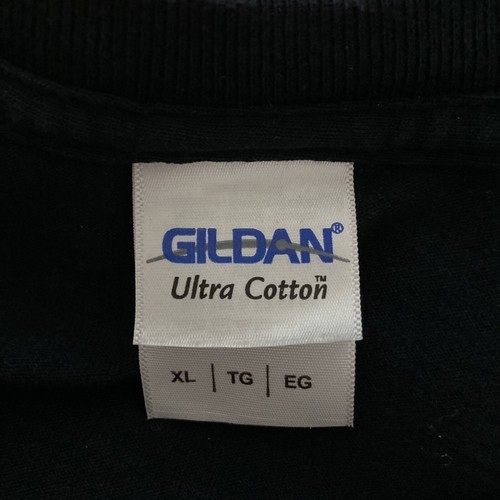 GILDAN®
Ultra Cotton™
XL | TG | EG